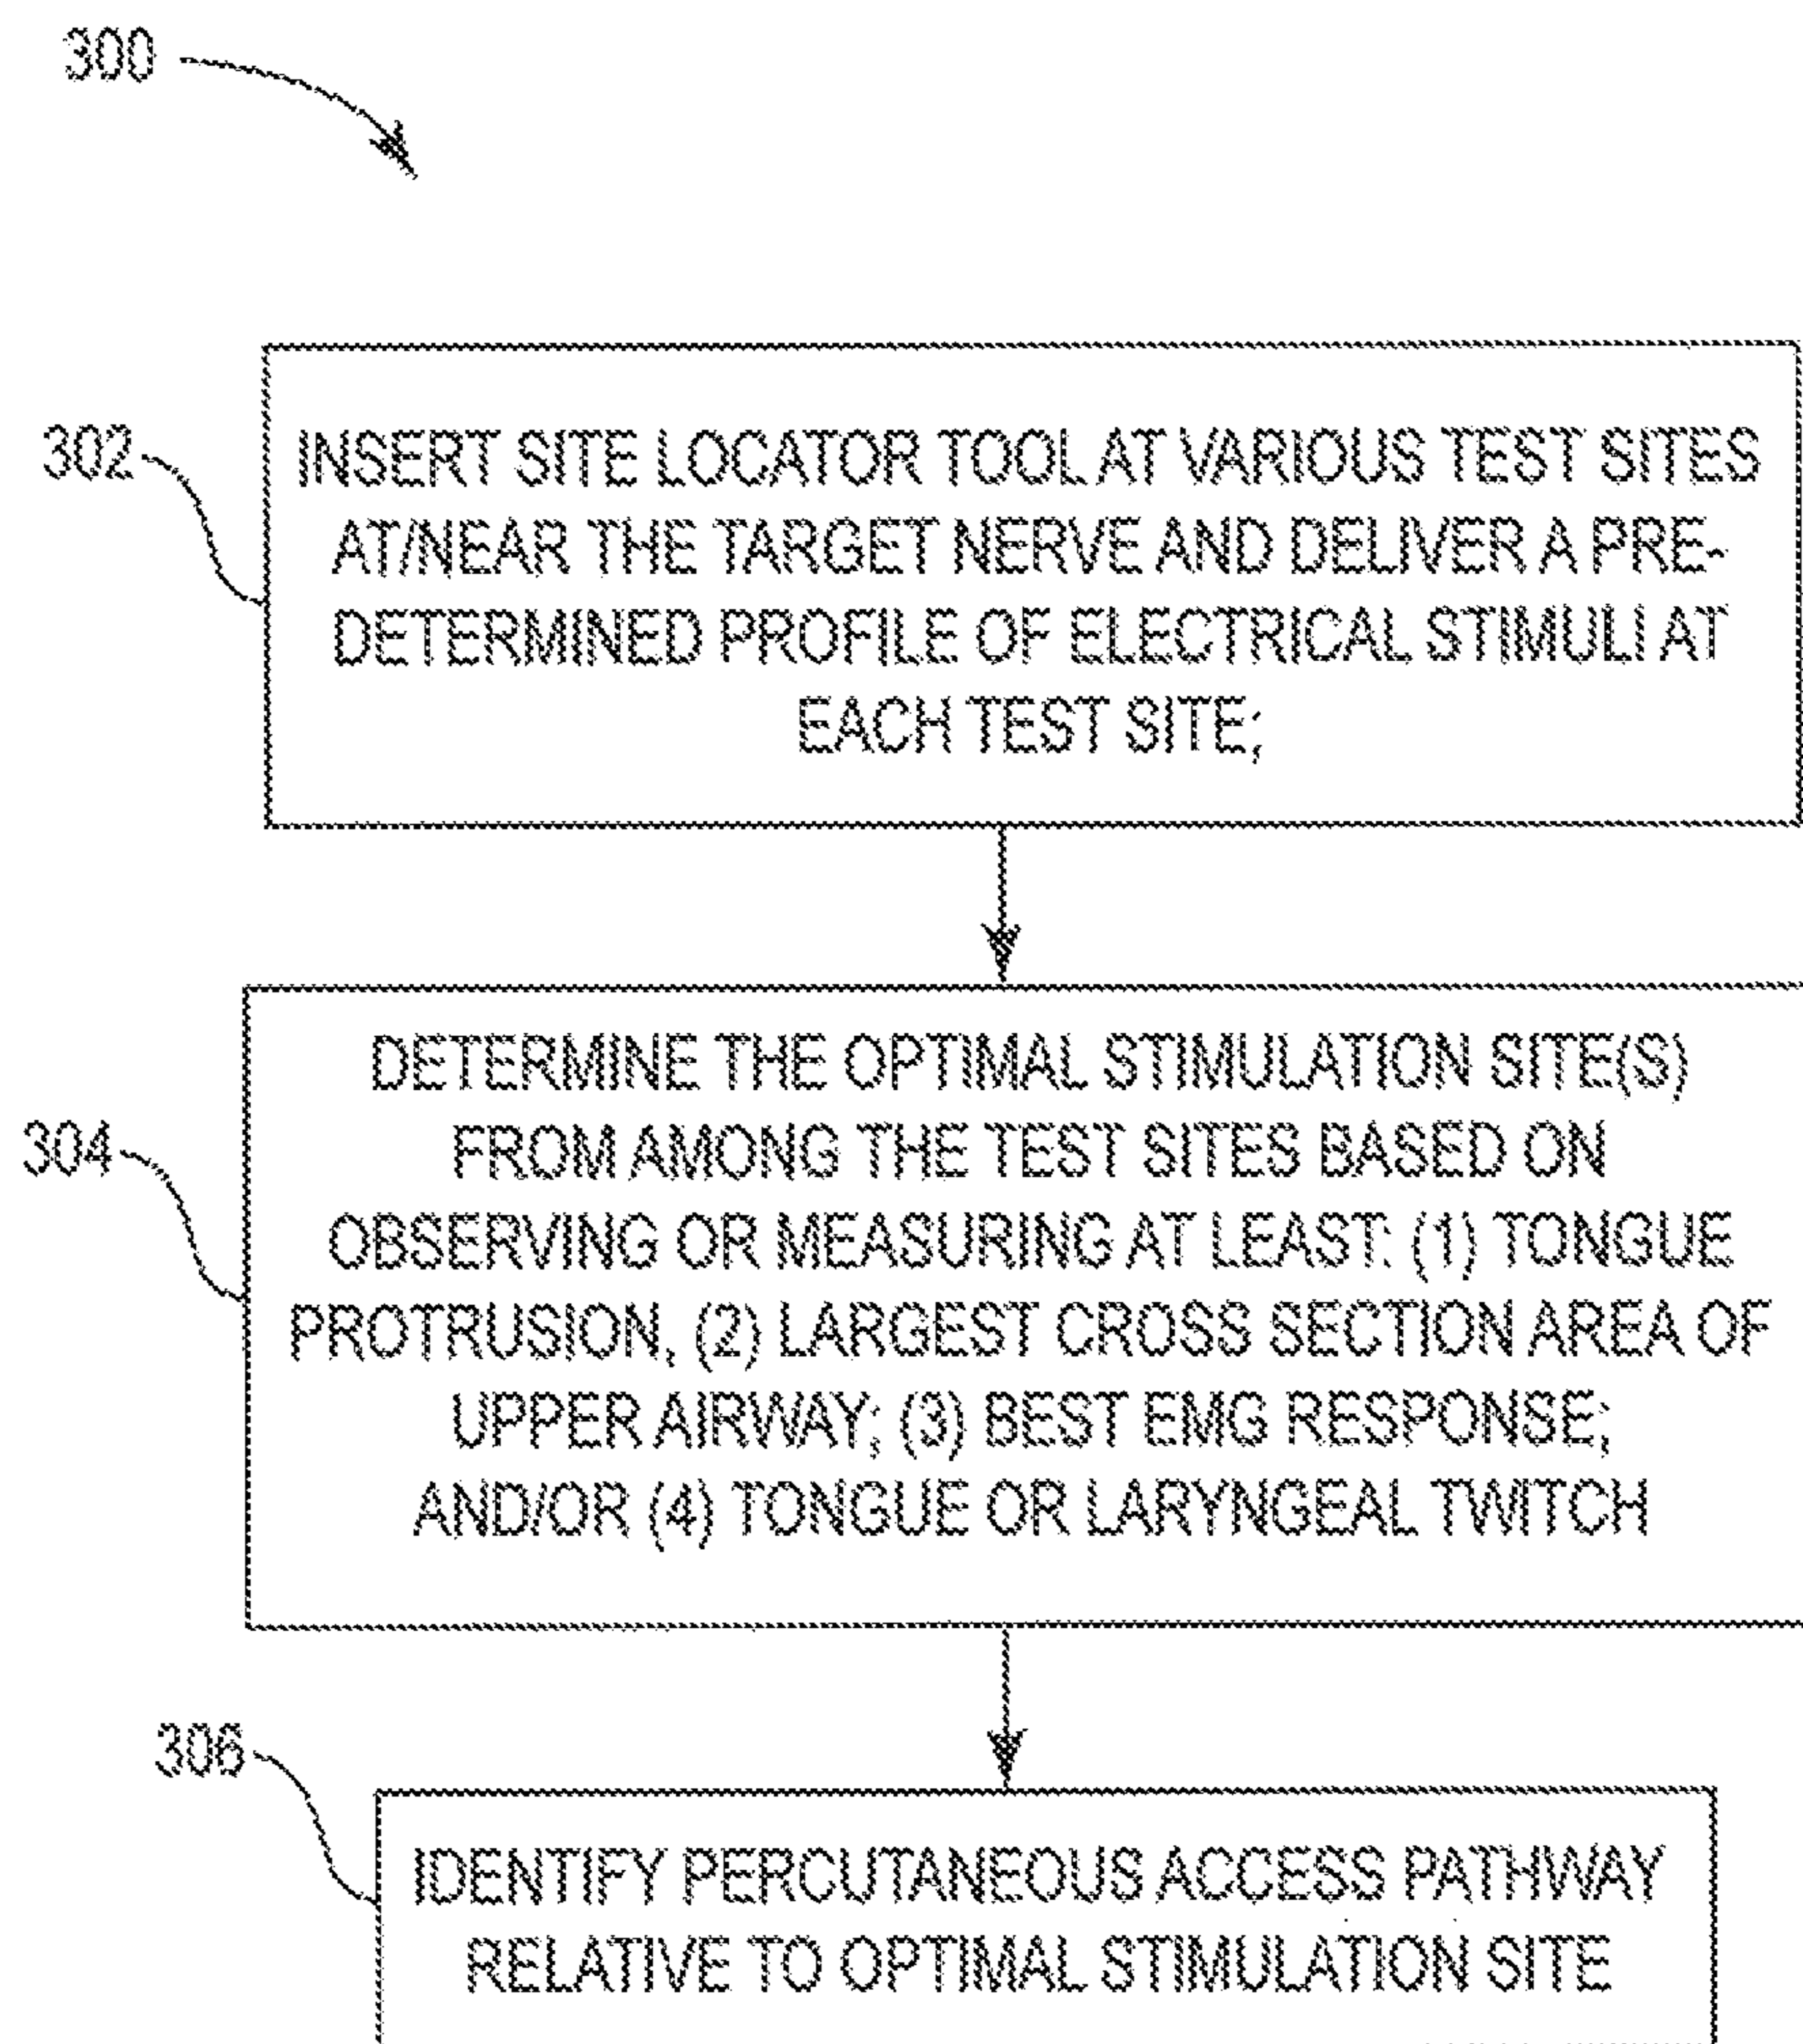 300
302
INSERT SITE LOCATOR TOOL AT VARIOUS TEST SITES
AT/NEAR THE TARGET NERVE AND DELIVER A PRE-
DETERMINED PROFILE OF ELECTRICAL STIMULI AT
EACH TEST SITE;
304
DETERMINE THE OPTIMAL STIMULATION SITE(S)
FROM AMONG THE TEST SITES BASED ON
OBSERVING OR MEASURING AT LEAST: (1) TONGUE
PROTRUSION, (2) LARGEST CROSS SECTION AREA OF
UPPER AIRWAY; (3) BEST EMG RESPONSE;
AND/OR (4) TONGUE OR LARYNGEAL TWITCH
306
IDENTIFY PERCUTANEOUS ACCESS PATHWAY
RELATIVE TO OPTIMAL STIMULATION SITE